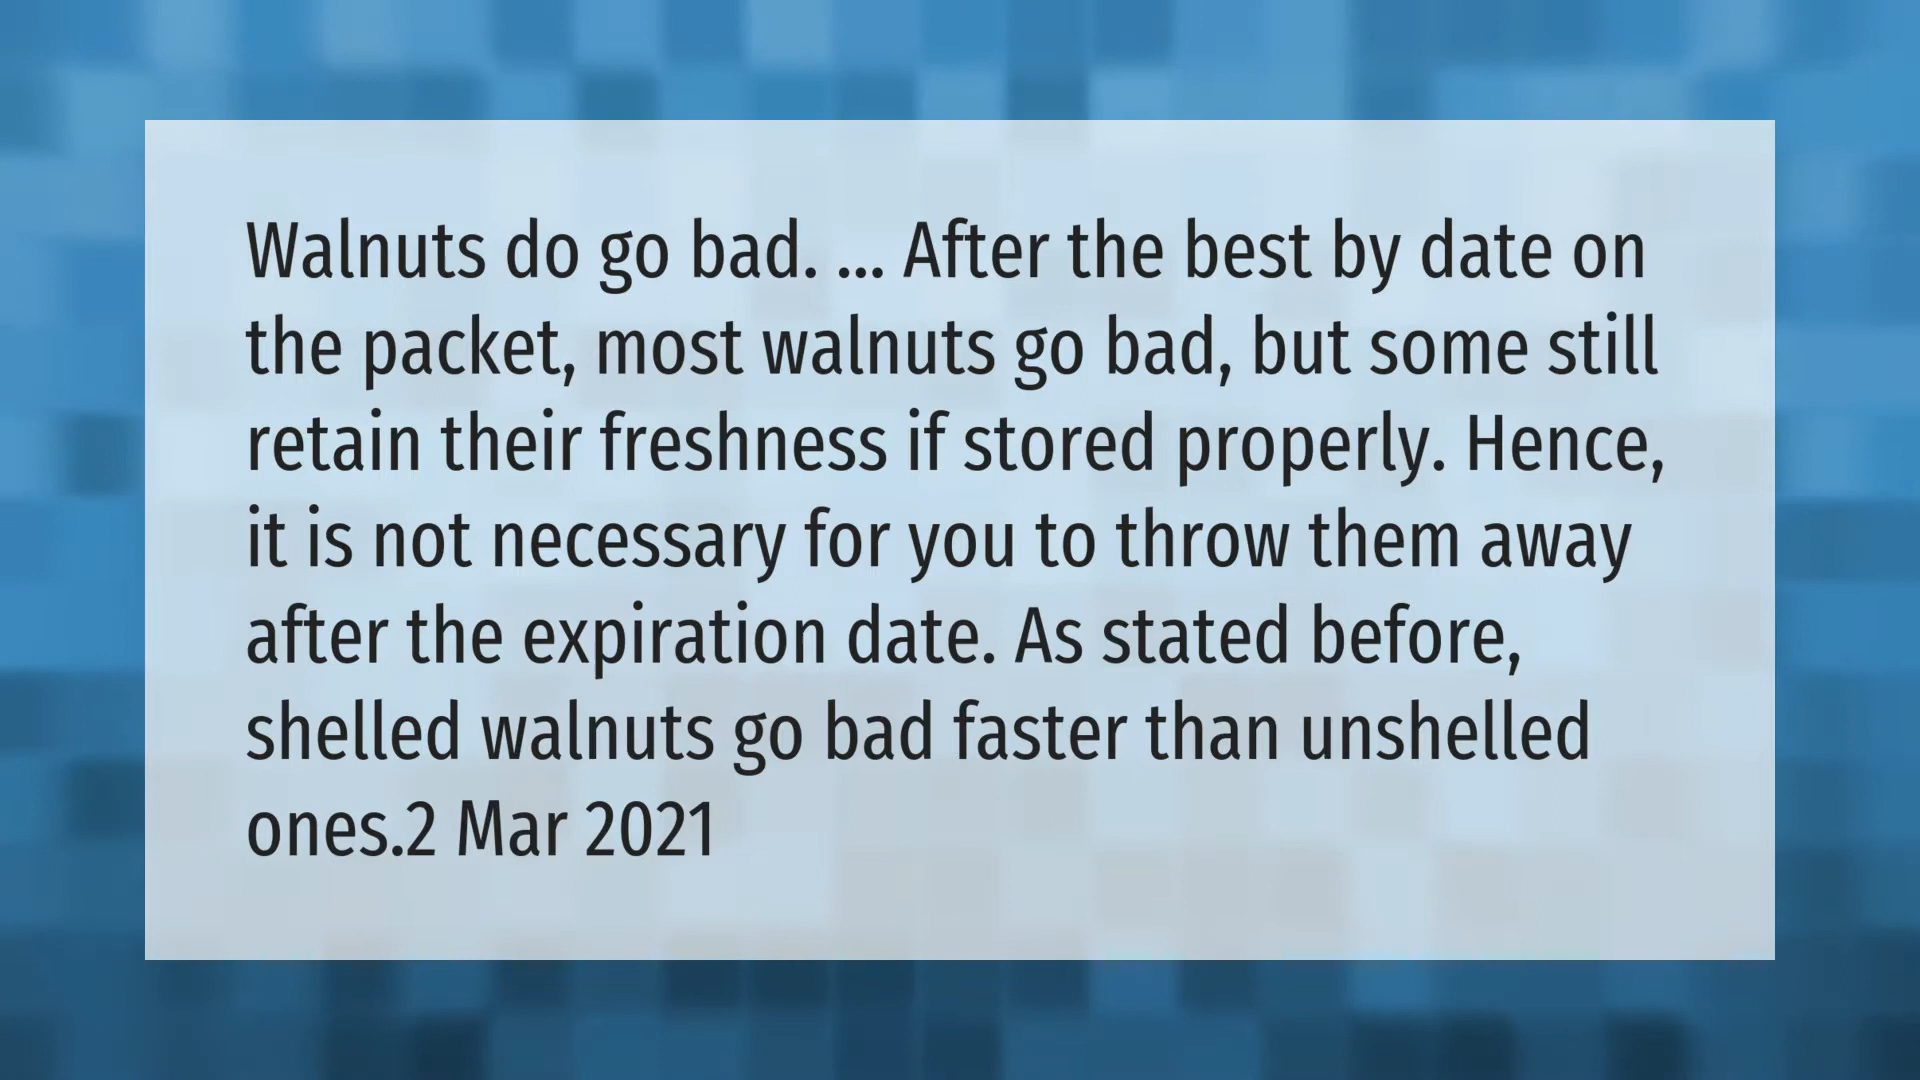 Walnuts do go bad. ... After the best by date on
the packet, most walnuts go bad, but some still
retain their freshness if stored properly. Hence,
it is not necessary for you to throw them away
after the expiration date. As stated before,
shelled walnuts go bad faster than unshelled
ones.2 Mar 2021